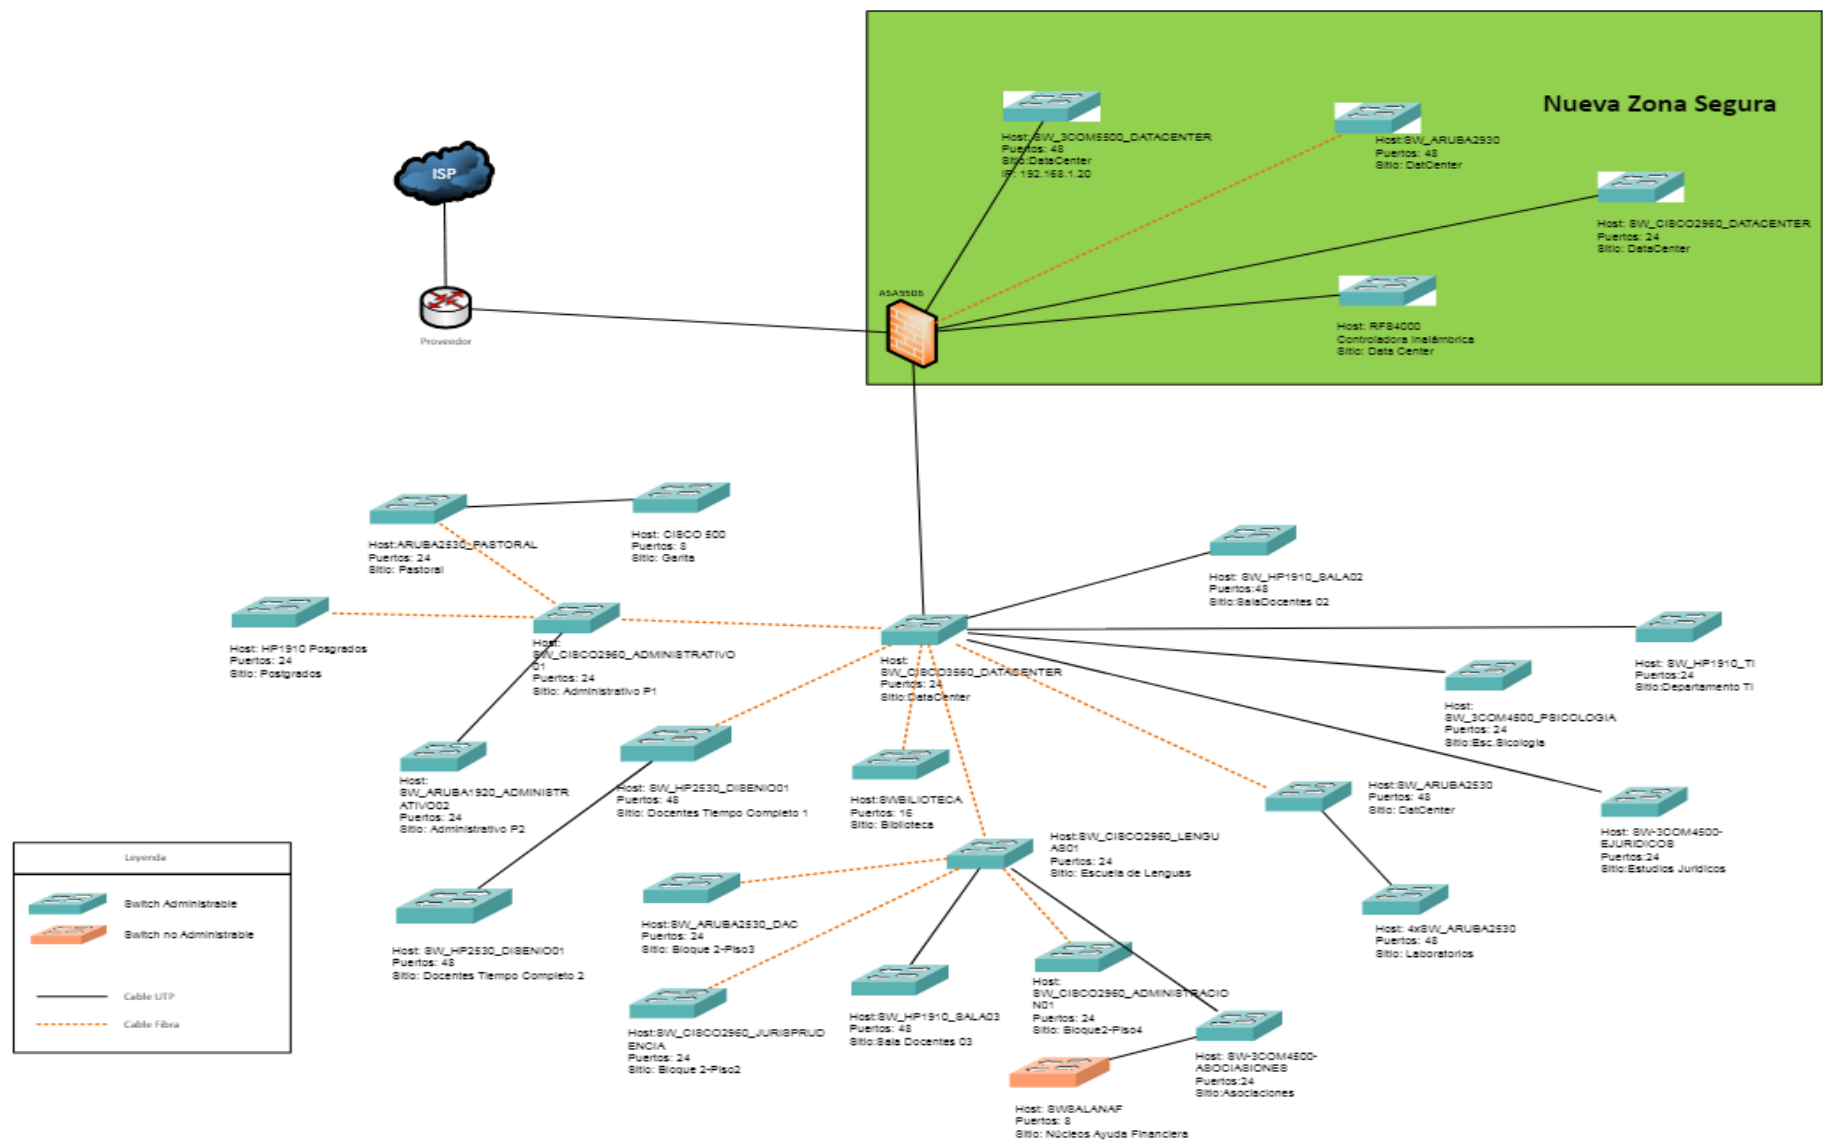 Nueva Zona Segura
Host:SW_3COM5500_DATACENTER
Puertos: 48
Sitio:DataCenter
IP: 192.168.1.20
Host:SW_ARUBA2930
Puertos: 48
Sitio: DatCenter
Host: SW_CISCO2960_DATACENTER
Puertos: 24
Sitio: DataCenter
Host: RFS4000
Controladora Inalámbrica
Sitio: Data Center
ASA5506
ISP
Proveedor
Host:ARUBA2530_PASTORAL
Puertos: 24
Sitio: Pastoral
Host: CISCO 500
Puertos: 8
Sitio: Garita
Host: HP1910 Posgrados
Puertos: 24
Sitio: Postgrados
Host:
SW_CISCO2960_ADMINISTRATIVO
01
Puertos: 24
Sitio: Administrativo P1
Host:
SW_CISCO3560_DATACENTER
Puertos: 24
Sitio:DataCenter
Host: SW_HP1910_SALA02
Puertos:48
Sitio:SalaDocentes 02
Host: SW_HP1910_TI
Puertos:24
Sitio:Departamento TI
Host:
SW_3COM4500_PSICOLOGIA
Puertos: 24
Sitio:Esc.Sicologia
Host:
SW_ARUBA1920_ADMINISTR
ATIVO02
Puertos: 24
Sitio: Administrativo P2
Host: SW_HP2530_DISENIO01
Puertos: 48
Sitio: Docentes Tiempo Completo 1
Host:SWBILIOTECA
Puertos: 16
Sitio: Biblioteca
Host:SW_ARUBA2530
Puertos: 48
Sitio: DatCenter
Host: SW-3COM4500-
EJURIDICOS
Puertos:24
Sitio:Estudios Juridicos
Host:SW_CISCO2960_LENGU
AS01
Puertos: 24
Sitio: Escuela de Lenguas
Host: SW_HP2530_DISENIO01
Puertos: 48
Sitio: Docentes Tiempo Completo 2
Host:SW_ARUBA2530_DAC
Puertos: 24
Sitio: Bloque 2-Piso3
Host: 4xSW_ARUBA2530
Puertos: 48
Sitio: Laboratorios
Host:SW_CISCO2960_JURISPRUD
ENCIA
Puertos: 24
Sitio: Bloque 2-Piso2
Host:SW_HP1910_SALA03
Puertos: 48
Sitio:Sala Docentes 03
Host:
SW_CISCO2960_ADMINISTRACIO
N01
Puertos: 24
Sitio: Bloque2-Piso4
Host: SW-3COM4500-
ASOCIASIONES
Puertos:24
Sitio:Asociaciones
Host: SWSALANAF
Puertos: 8
Sitio: Núcleos Ayuda Financiera
Leyenda
Switch Administrable
Switch no Administrable
Cable UTP
Cable Fibra